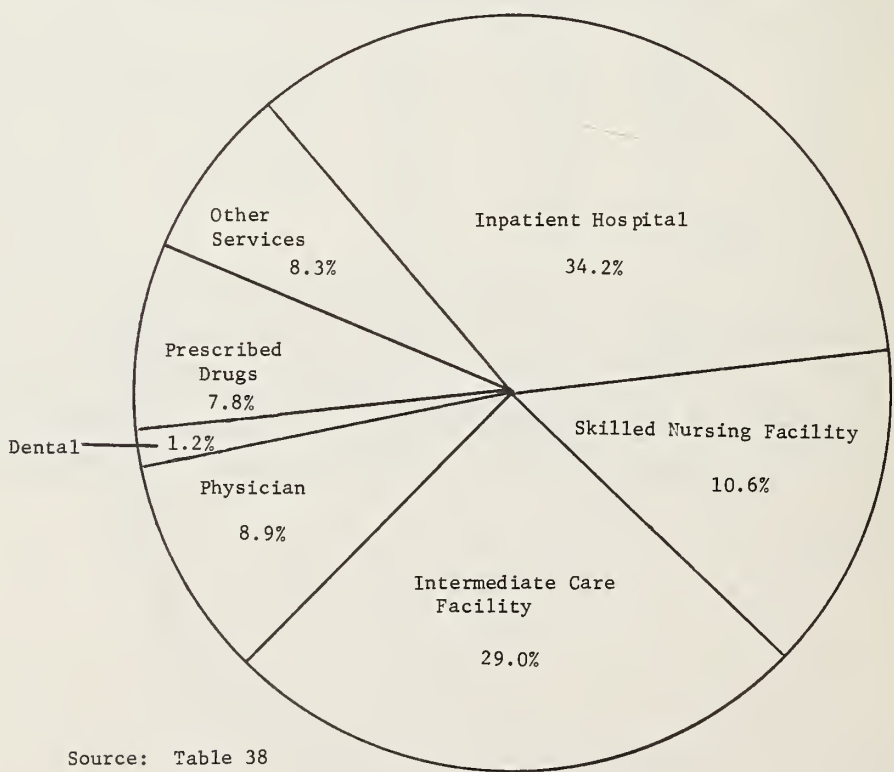 Other
Services
8.3%
Inpatient Hospital
34.2%
Prescribed
Drugs
7.8%
Dental
1.2%
Skilled Nursing Facility
10.6%
Physician
8.9%
Intermediate Care
Facility
29.0%
Source: Table 38